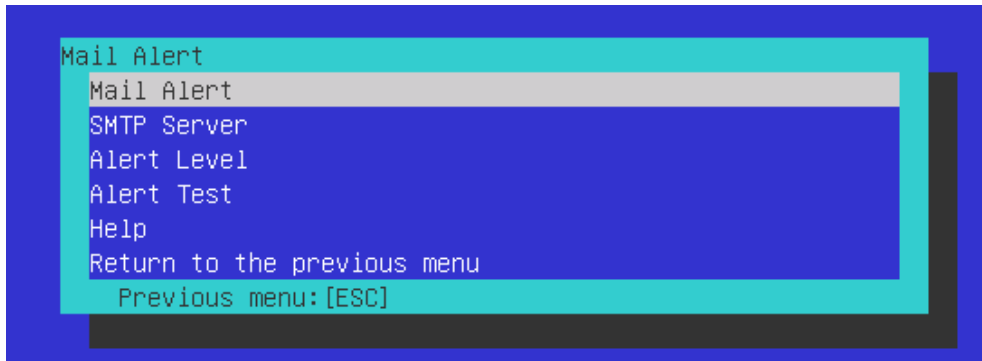 Mail Alert
Mail Alert
SMTP Server
Alert Level
Alert Test
Help
Return to the previous menu
Previous menu:[ESC]